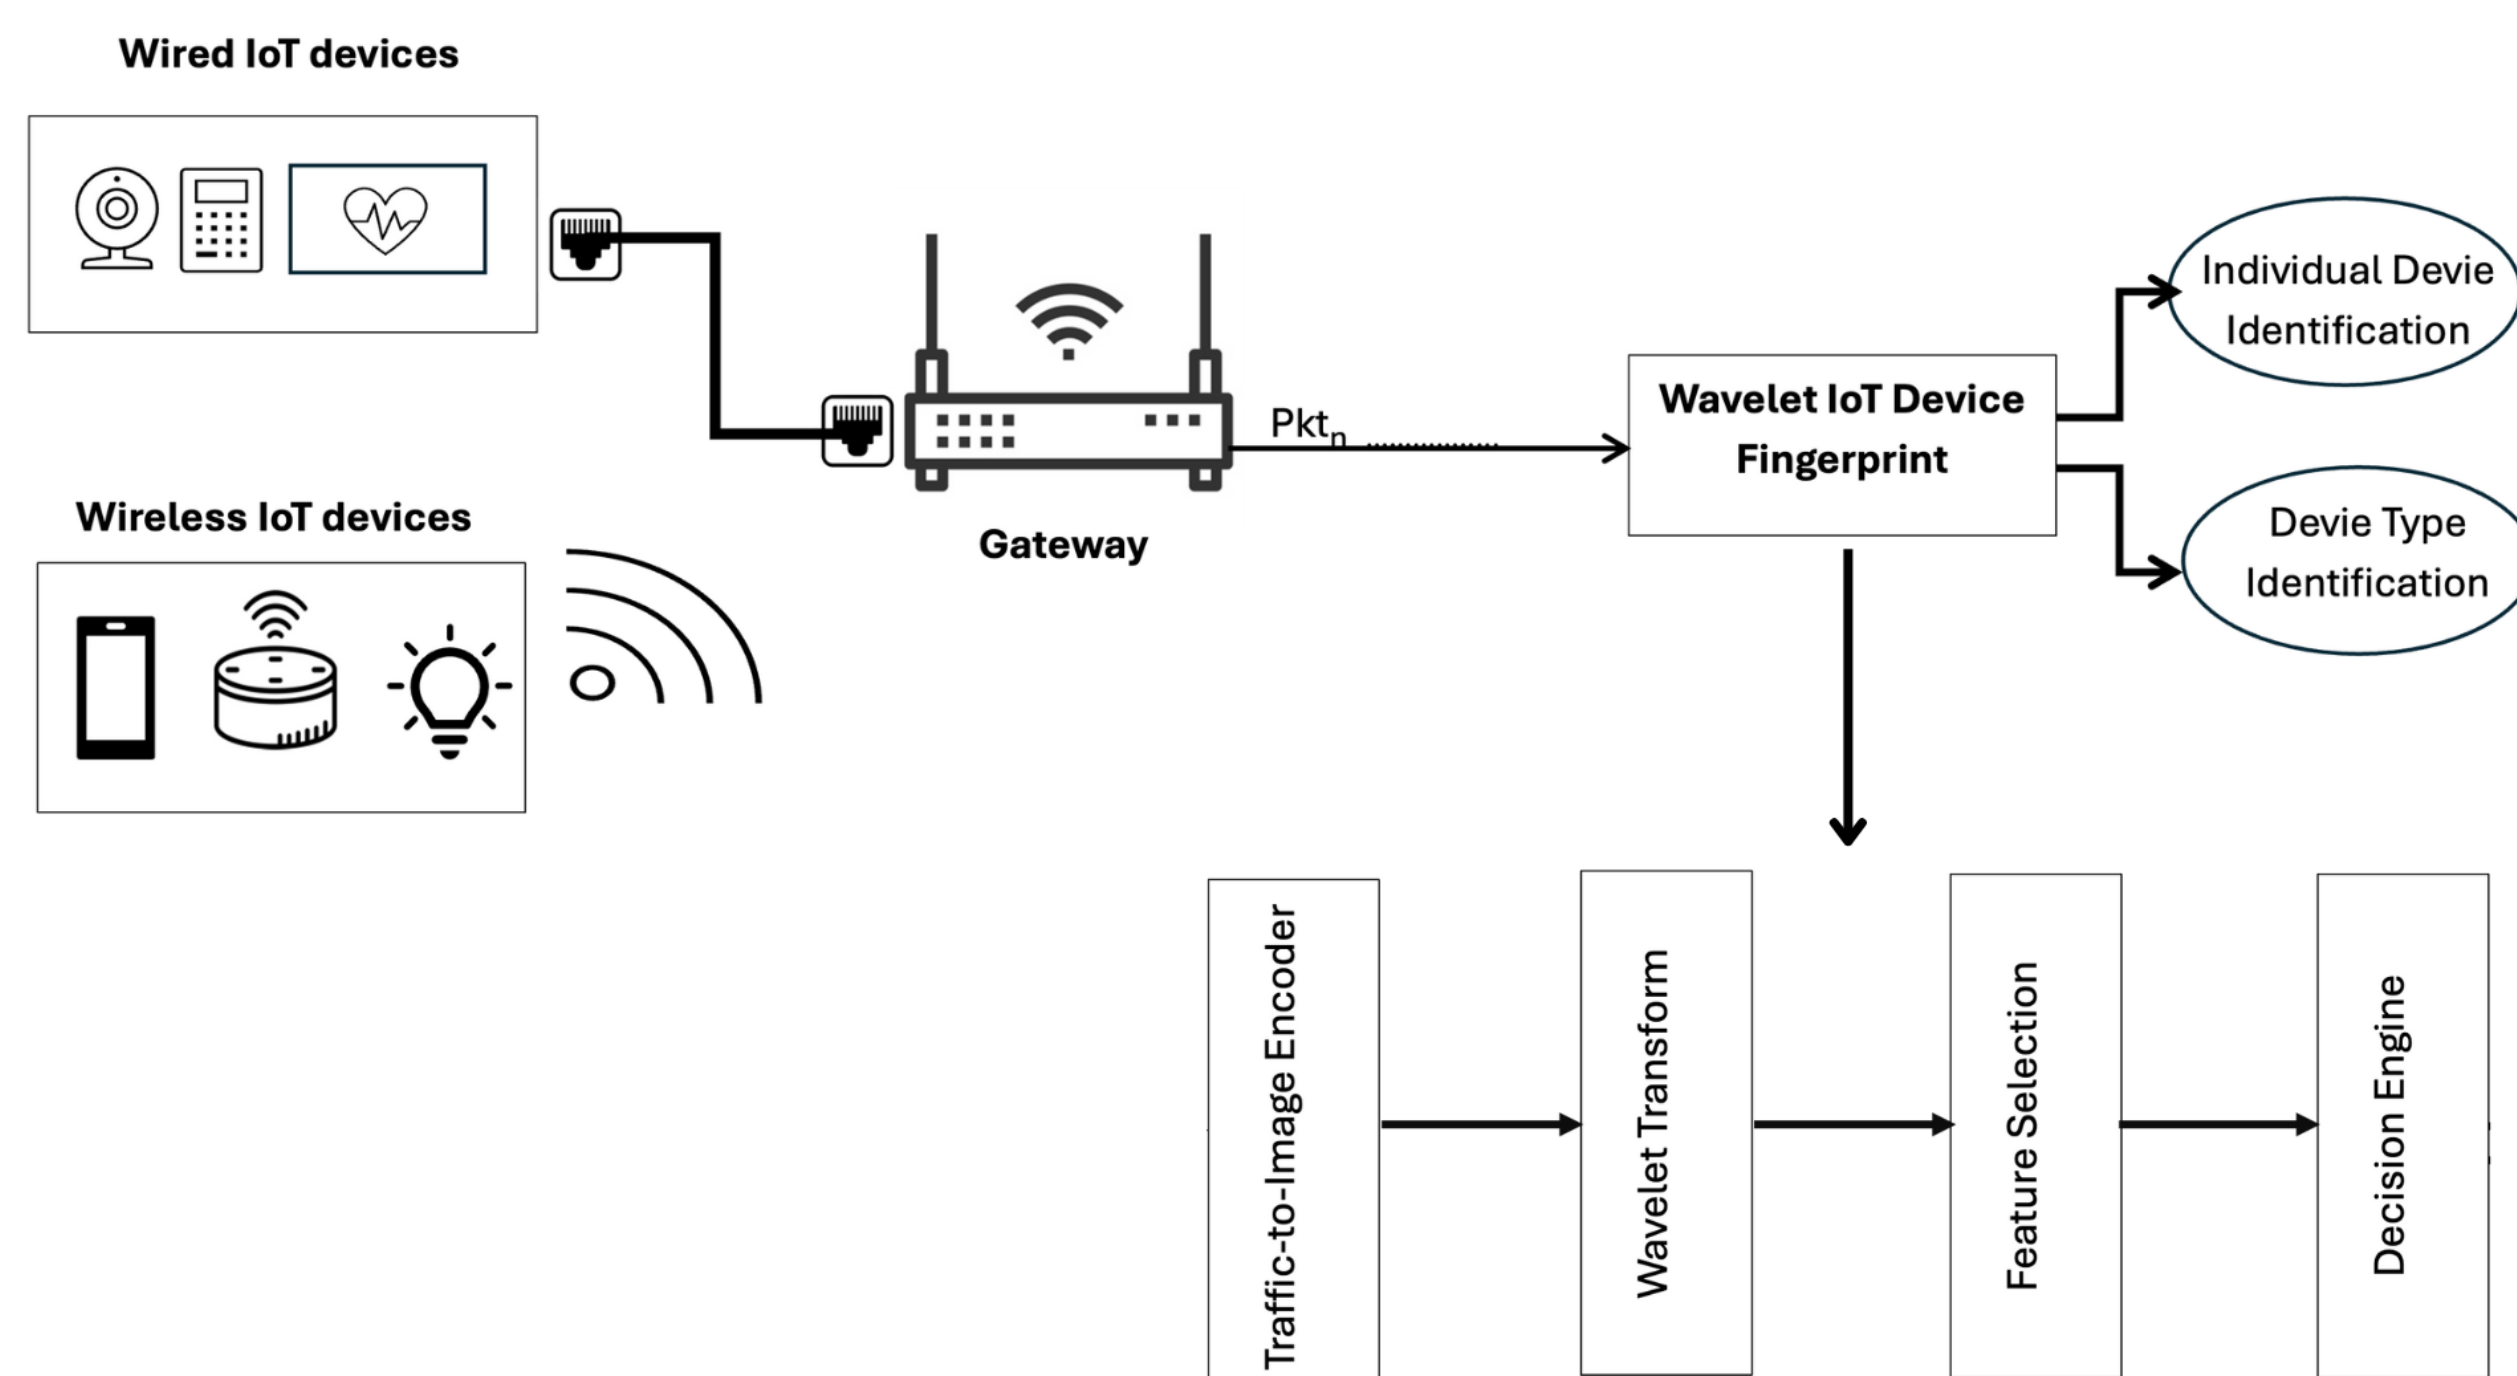 Wired IoT devices
Wireless IoT devices
Gateway
Pktn
Wavelet IoT Device
Fingerprint
Individual Devie
Identification
Devie Type
Identification
Traffic-to-Image Encoder
Wavelet Transform
Feature Selection
Decision Engine